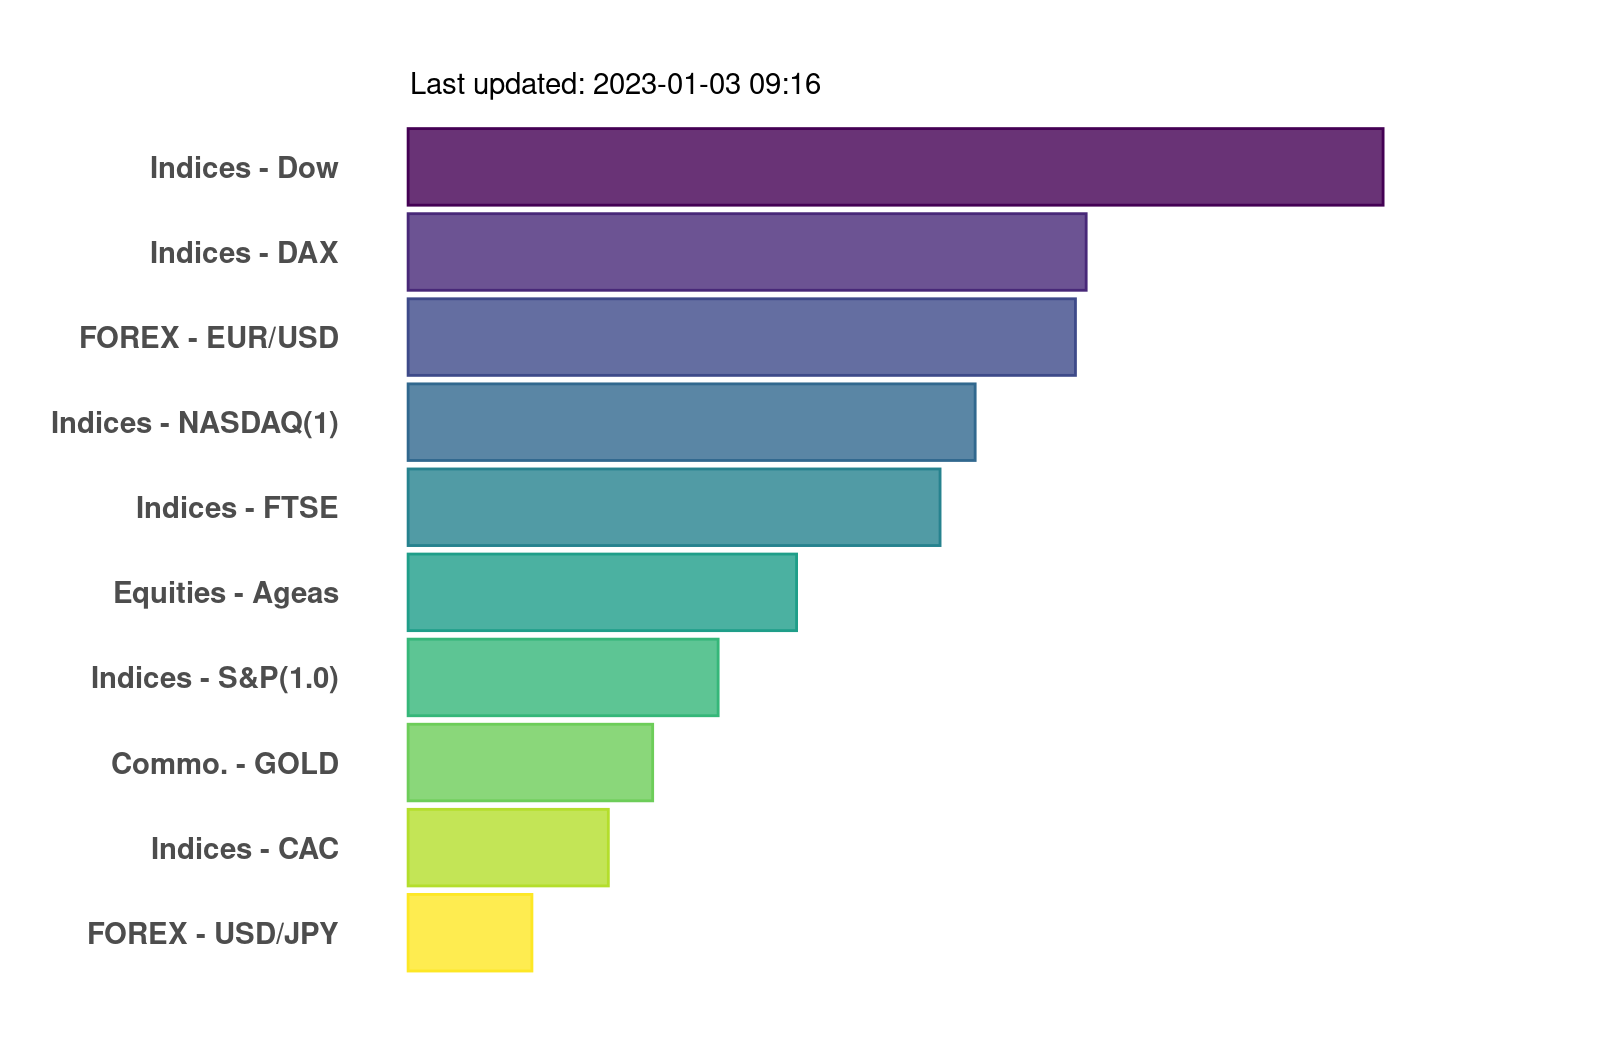 Last updated: 2023-01-03 09:16
Indices - Dow
Indices - DAX
FOREX - EUR/USD
Indices - NASDAQ(1)
Indices - FTSE
Equities - Ageas
Indices - S&P(1.0)
Commo. - GOLD
Indices - CAC
FOREX - USD/JPY